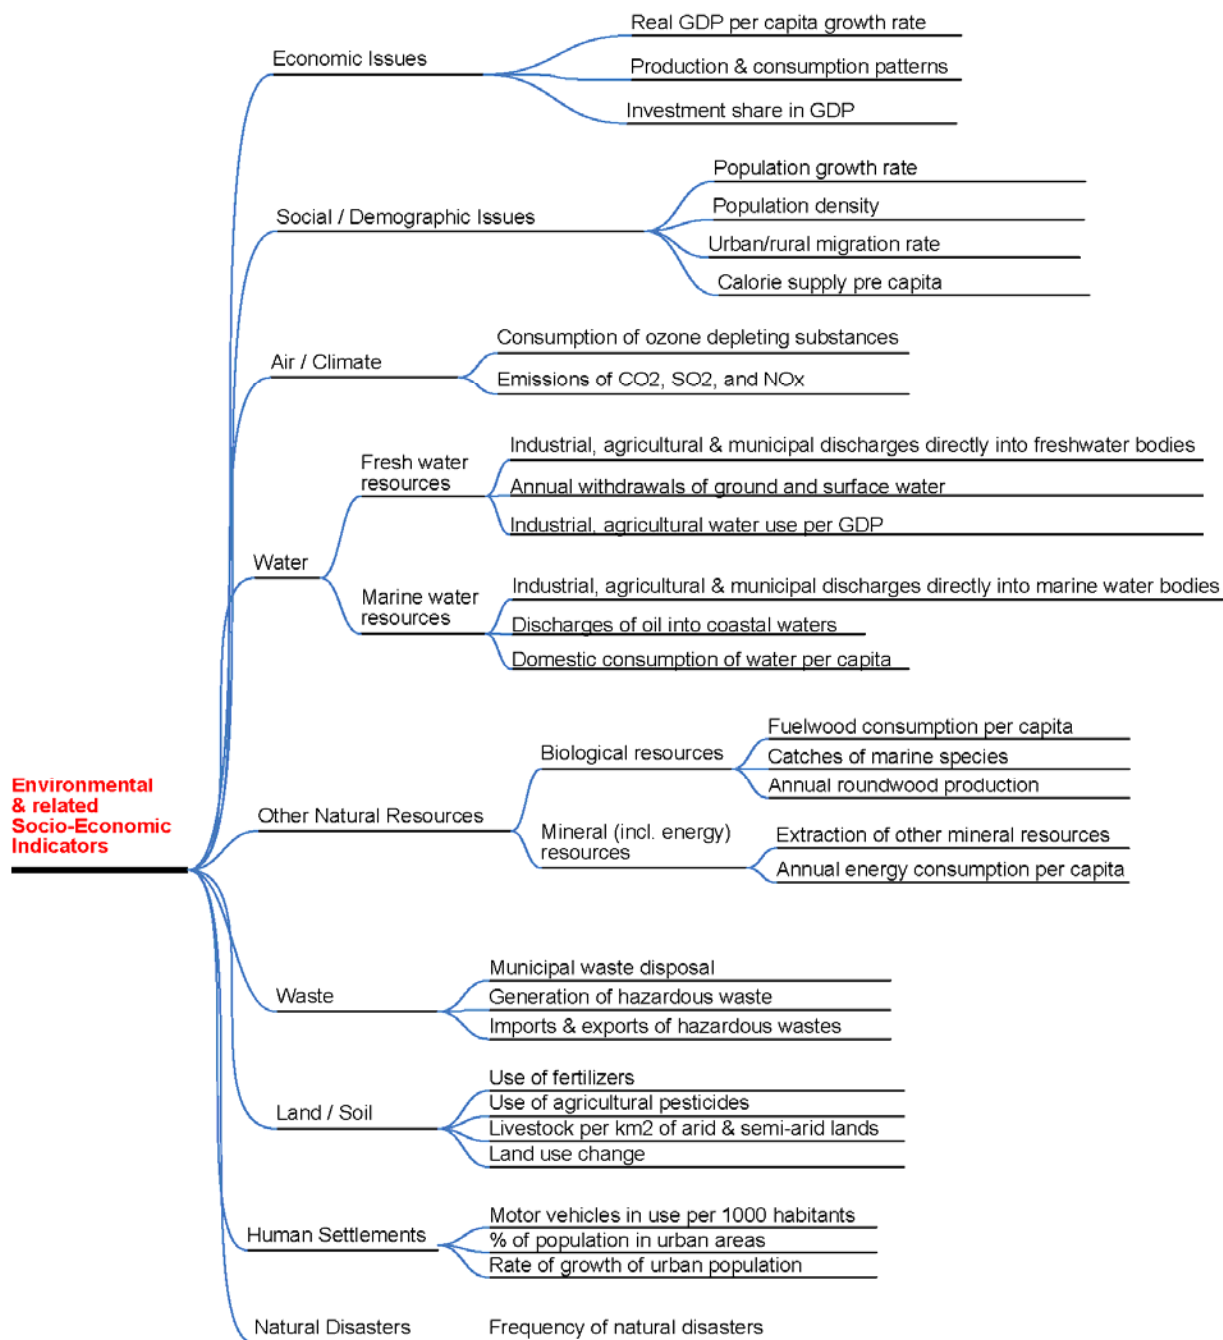 Real GDP per capita growth rate
Economic Issues
Production & consumption patterns
Investment share in GDP
Population growth rate
Population density
Social / Demographic Issues
Urban/rural migration rate
Calorie supply pre capita
Consumption of ozone depleting substances
Air / Climate
Emissions of CO2, SO2, and NOx
Fresh water
resources
Industrial, agricultural & municipal discharges directly into freshwater bodies
Annual withdrawals of ground and surface water
Industrial, agricultural water use per GDP
Water
Marine water
resources
Industrial, agricultural & municipal discharges directly into marine water bodies
Discharges of oil into coastal waters
Domestic consumption of water per capita
Environmental
& related
Socio-Economic
Indicators
Other Natural Resources
Biological resources
Fuelwood consumption per capita
Catches of marine species
Annual roundwood production
Mineral (incl. energy)
resources
Extraction of other mineral resources
Annual energy consumption per capita
Waste
Municipal waste disposal
Generation of hazardous waste
Imports & exports of hazardous wastes
Land / Soil
Use of fertilizers
Use of agricultural pesticides
Livestock per km2 of arid & semi-arid lands
Land use change
Human Settlements
Motor vehicles in use per 1000 habitants
% of population in urban areas
Rate of growth of urban population
Natural Disasters
Frequency of natural disasters